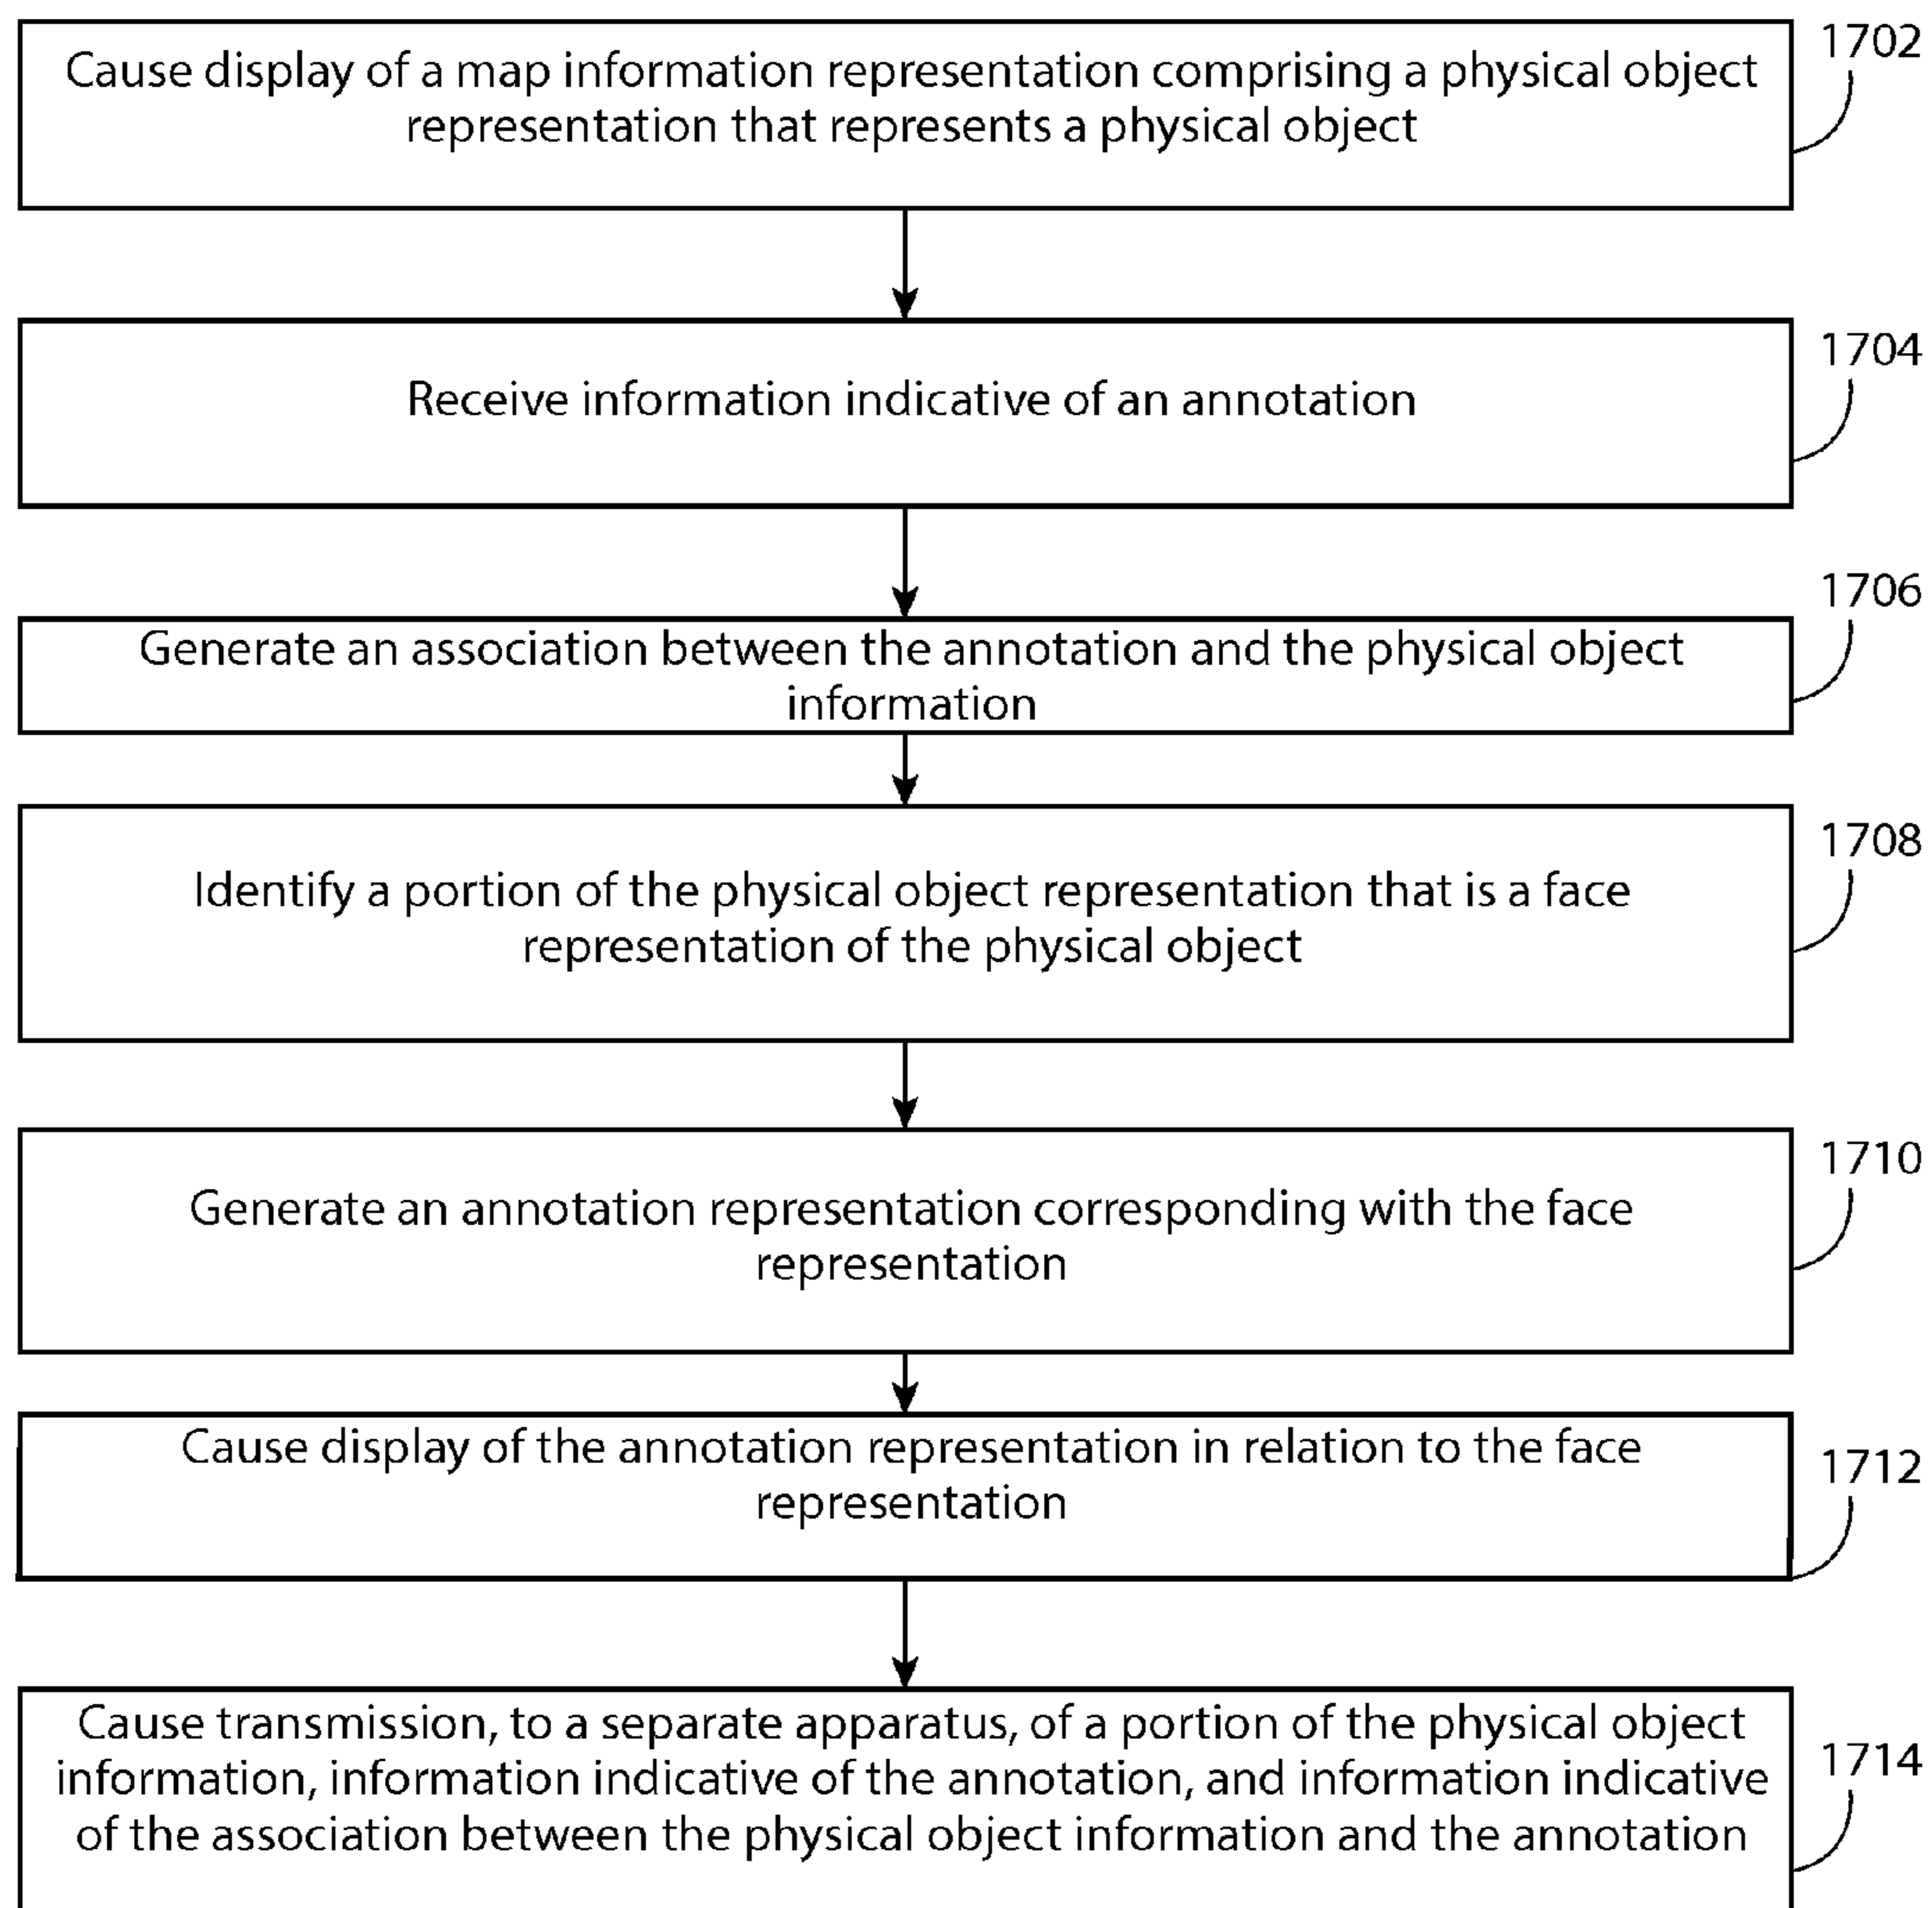 1702
Cause display of a map information representation comprising a physical object
representation that represents a physical object
1704
Receive information indicative of an annotation
1706
Generate an association between the annotation and the physical object
information
1708
Identify a portion of the physical object representation that is a face
representation of the physical object
1710
Generate an annotation representation corresponding with the face
representation
1712
Cause display of the annotation representation in relation to the face
representation
1714
Cause transmission, to a separate apparatus, of a portion of the physical object
information, information indicative of the annotation, and information indicative
of the association between the physical object information and the annotation